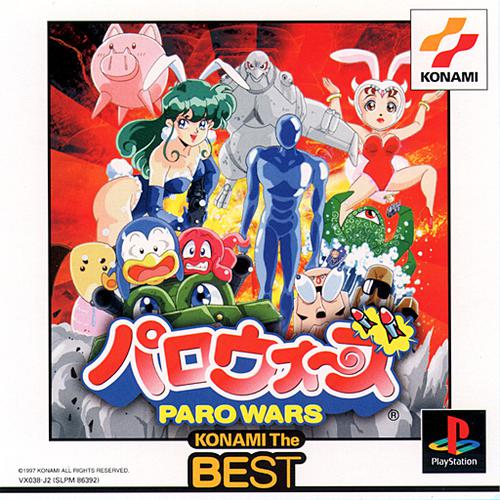 KONAMI
パロウォーズ
PARO WARS
®
KONAMI The
BEST
©1997 KONAMI ALL RIGHTS RESERVED.
VX038-J2 (SLPM 86392)
PlayStation